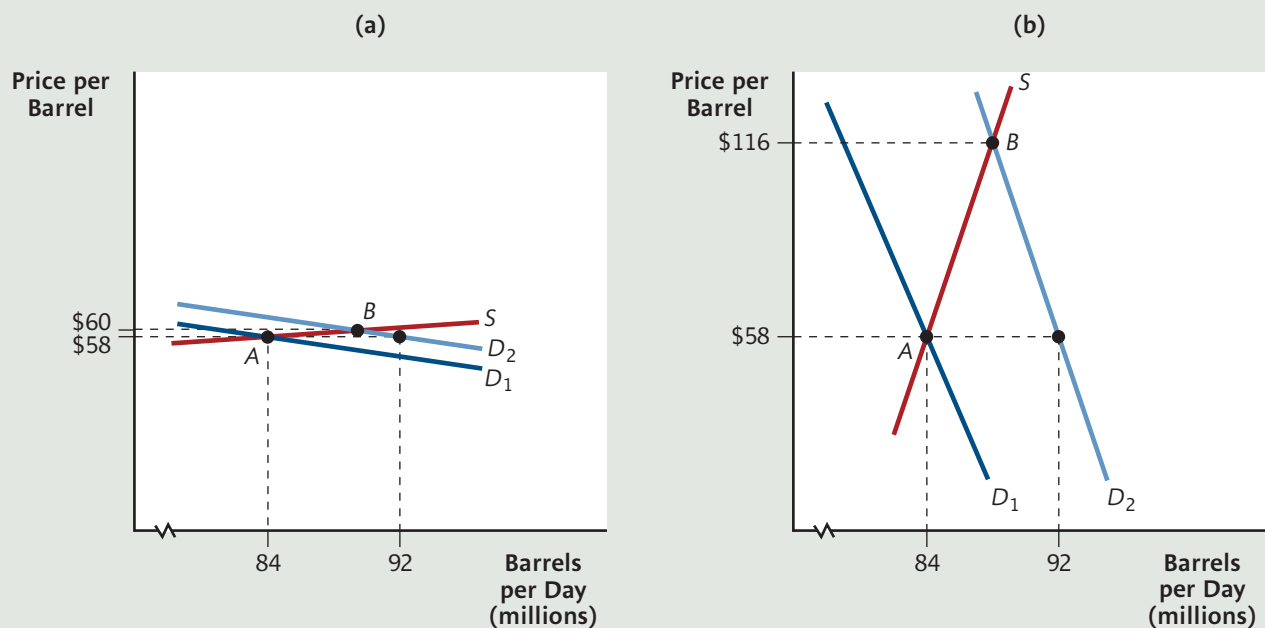 (a)
Price per
Barrel
$60
$58
A
B
S
D2
D1
84
92
Barrels
per Day
(millions)
(b)
Price per
Barrel
$116
$58
S
B
A
D1
D2
84
92
Barrels
per Day
(millions)